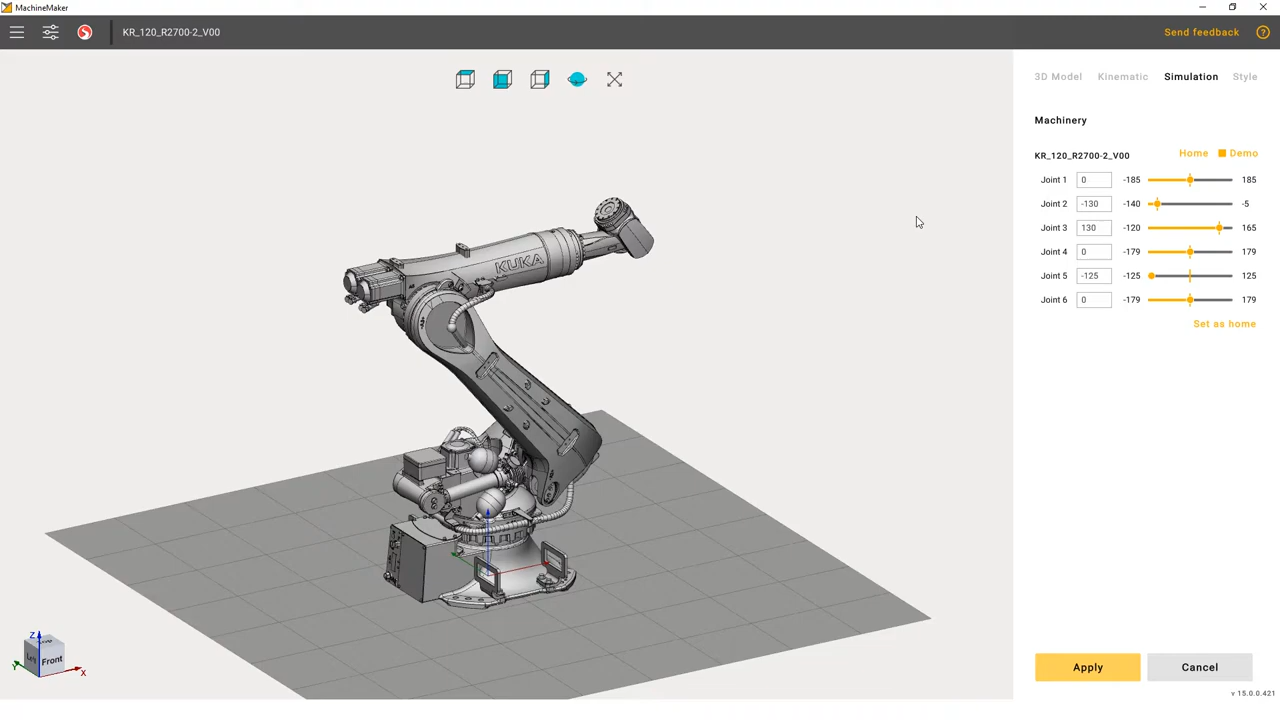 MachineMaker
KR_120_R2700-2_V00
Send feedback
?
3D Model Kinematic Simulation Style
Machinery
KR_120_R2700-2_V00 Home Demo
Joint 1 0 -185 185
Joint 2 -130 -140 -5
Joint 3 130 -120 165
Joint 4 0 -179 179
Joint 5 -125 -125 125
Joint 6 0 -179 179
Set as home
KUKA
Z
Y
Left Front
X
Apply Cancel
v 15.0.0.421